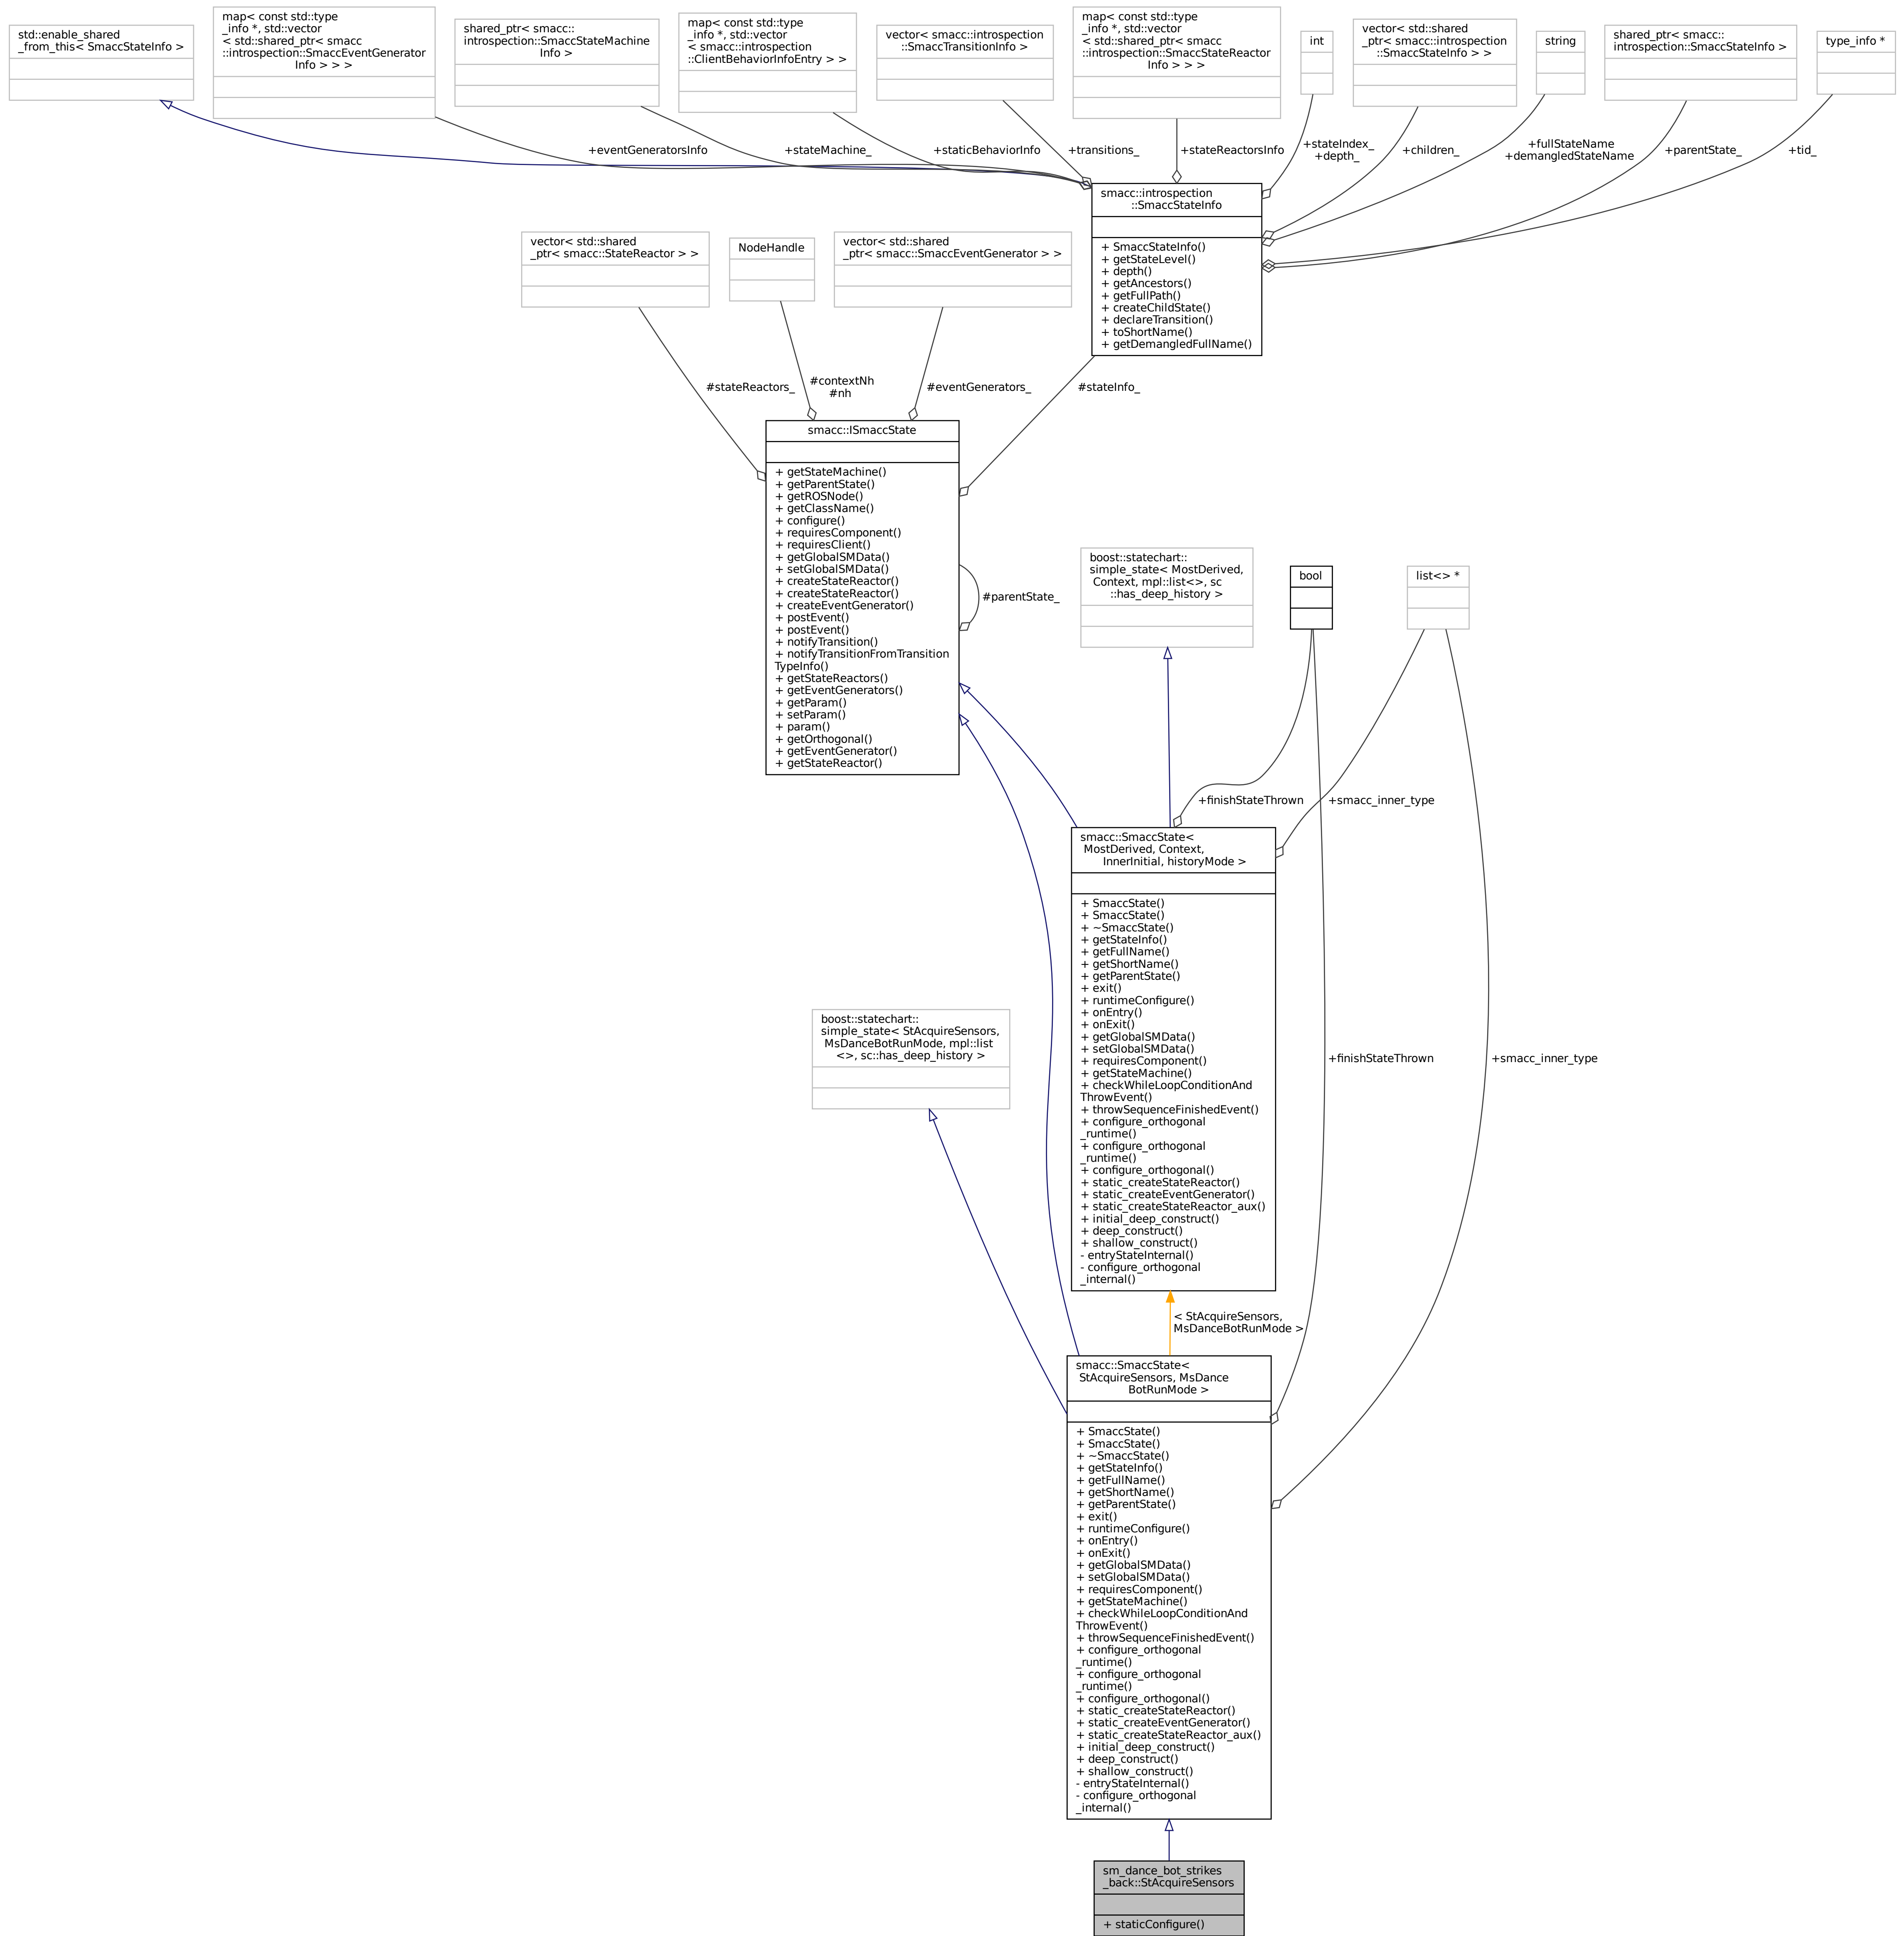 std::enable_shared
_from_this< SmaccStateInfo >
map< const std::type
_info *, std::vector
< std::shared_ptr< smacc
::introspection::SmaccEventGenerator
Info > > >
shared_ptr< smacc::
introspection::SmaccStateMachine
Info >
map< const std::type
_info *, std::vector
< smacc::introspection
::ClientBehaviorInfoEntry > >
vector< smacc::introspection
::SmaccTransitionInfo >
map< const std::type
_info *, std::vector
< std::shared_ptr< smacc
::introspection::SmaccStateReactor
Info > > >
int
vector< std::shared
_ptr< smacc::introspection
::SmaccStateInfo > >
string
shared_ptr< smacc::
introspection::SmaccStateInfo >
type_info *
+eventGeneratorsInfo
+stateMachine_
+staticBehaviorInfo
+transitions_
+stateReactorsInfo
+stateIndex_
+depth_
+children_
+fullStateName
+demangledStateName
+parentState_
+tid_
smacc::introspection
::SmaccStateInfo
+ SmaccStateInfo()
+ getStateLevel()
+ depth()
+ getAncestors()
+ getFullPath()
+ createChildState()
+ declareTransition()
+ toShortName()
+ getDemangledFullName()
vector< std::shared
_ptr< smacc::StateReactor > >
NodeHandle
vector< std::shared
_ptr< smacc::SmaccEventGenerator > >
#stateReactors_
#contextNh
#nh
#eventGenerators_
#stateInfo_
smacc::ISmaccState
+ getStateMachine()
+ getParentState()
+ getROSNode()
+ getClassName()
+ configure()
+ requiresComponent()
+ requiresClient()
+ getGlobalSMData()
+ setGlobalSMData()
+ createStateReactor()
+ createStateReactor()
+ createEventGenerator()
+ postEvent()
+ postEvent()
+ notifyTransition()
+ notifyTransitionFromTransition
TypeInfo()
+ getStateReactors()
+ getEventGenerators()
+ getParam()
+ setParam()
+ param()
+ getOrthogonal()
+ getEventGenerator()
+ getStateReactor()
#parentState_
boost::statechart::
simple_state< MostDerived,
Context, mpl::list<>, sc
::has_deep_history >
bool
list<> *
+finishStateThrown
+smacc_inner_type
smacc::SmaccState<
MostDerived, Context,
InnerInitial, historyMode >
+ SmaccState()
+ SmaccState()
+ ~SmaccState()
+ getStateInfo()
+ getFullName()
+ getShortName()
+ getParentState()
+ exit()
+ runtimeConfigure()
+ onEntry()
+ onExit()
+ getGlobalSMData()
+ setGlobalSMData()
+ requiresComponent()
+ getStateMachine()
+ checkWhileLoopConditionAnd
ThrowEvent()
+ throwSequenceFinishedEvent()
+ configure_orthogonal
_runtime()
+ configure_orthogonal
_runtime()
+ configure_orthogonal()
+ static_createStateReactor()
+ static_createEventGenerator()
+ static_createStateReactor_aux()
+ initial_deep_construct()
+ deep_construct()
+ shallow_construct()
- entryStateInternal()
- configure_orthogonal
_internal()
boost::statechart::
simple_state< StAcquireSensors,
MsDanceBotRunMode, mpl::list
<>, sc::has_deep_history >
+finishStateThrown
+smacc_inner_type
< StAcquireSensors,
MsDanceBotRunMode >
smacc::SmaccState<
StAcquireSensors, MsDance
BotRunMode >
+ SmaccState()
+ SmaccState()
+ ~SmaccState()
+ getStateInfo()
+ getFullName()
+ getShortName()
+ getParentState()
+ exit()
+ runtimeConfigure()
+ onEntry()
+ onExit()
+ getGlobalSMData()
+ setGlobalSMData()
+ requiresComponent()
+ getStateMachine()
+ checkWhileLoopConditionAnd
ThrowEvent()
+ throwSequenceFinishedEvent()
+ configure_orthogonal
_runtime()
+ configure_orthogonal
_runtime()
+ configure_orthogonal()
+ static_createStateReactor()
+ static_createEventGenerator()
+ static_createStateReactor_aux()
+ initial_deep_construct()
+ deep_construct()
+ shallow_construct()
- entryStateInternal()
- configure_orthogonal
_internal()
sm_dance_bot_strikes
_back::StAcquireSensors
+ staticConfigure()